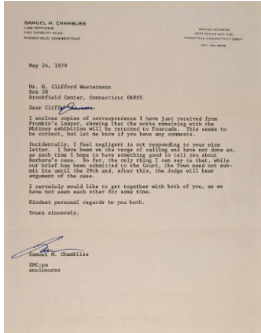 SAMUEL N. CHAMBLISS
LAW OFFICES
RIDGEFIELD, CONNECTICUT
MAILING ADDRESS
May 24, 1979
Mr. H. Clifford Westermann
Box 28
Brookfield Center, Connecticut 06805
Dear Cliff
I enclose copies of correspondence I have just received from
Frumkin's lawyer, showing that the works remaining with the
Whitney exhibition will be returned to Fourcade. This seems to
be correct, but let me know if you have any comments.
Incidentally, I feel negligent in not responding to your nice
letter. I have been on the verge of calling and have not done so,
as each time I hope to have something good to tell you about
Barbara's case. So far, the only thing I can say is that, while
our brief has been submitted to the Court, the Town need not sub-
mit its until the 29th and, after this, the Judge will hear
argument of the case.
I certainly would like to get together with both of you, as we
have not seen each other for some time.
Kindest personal regards to you both.
Yours sincerely,
Samuel N. Chambliss
SNC:pa
enclosures